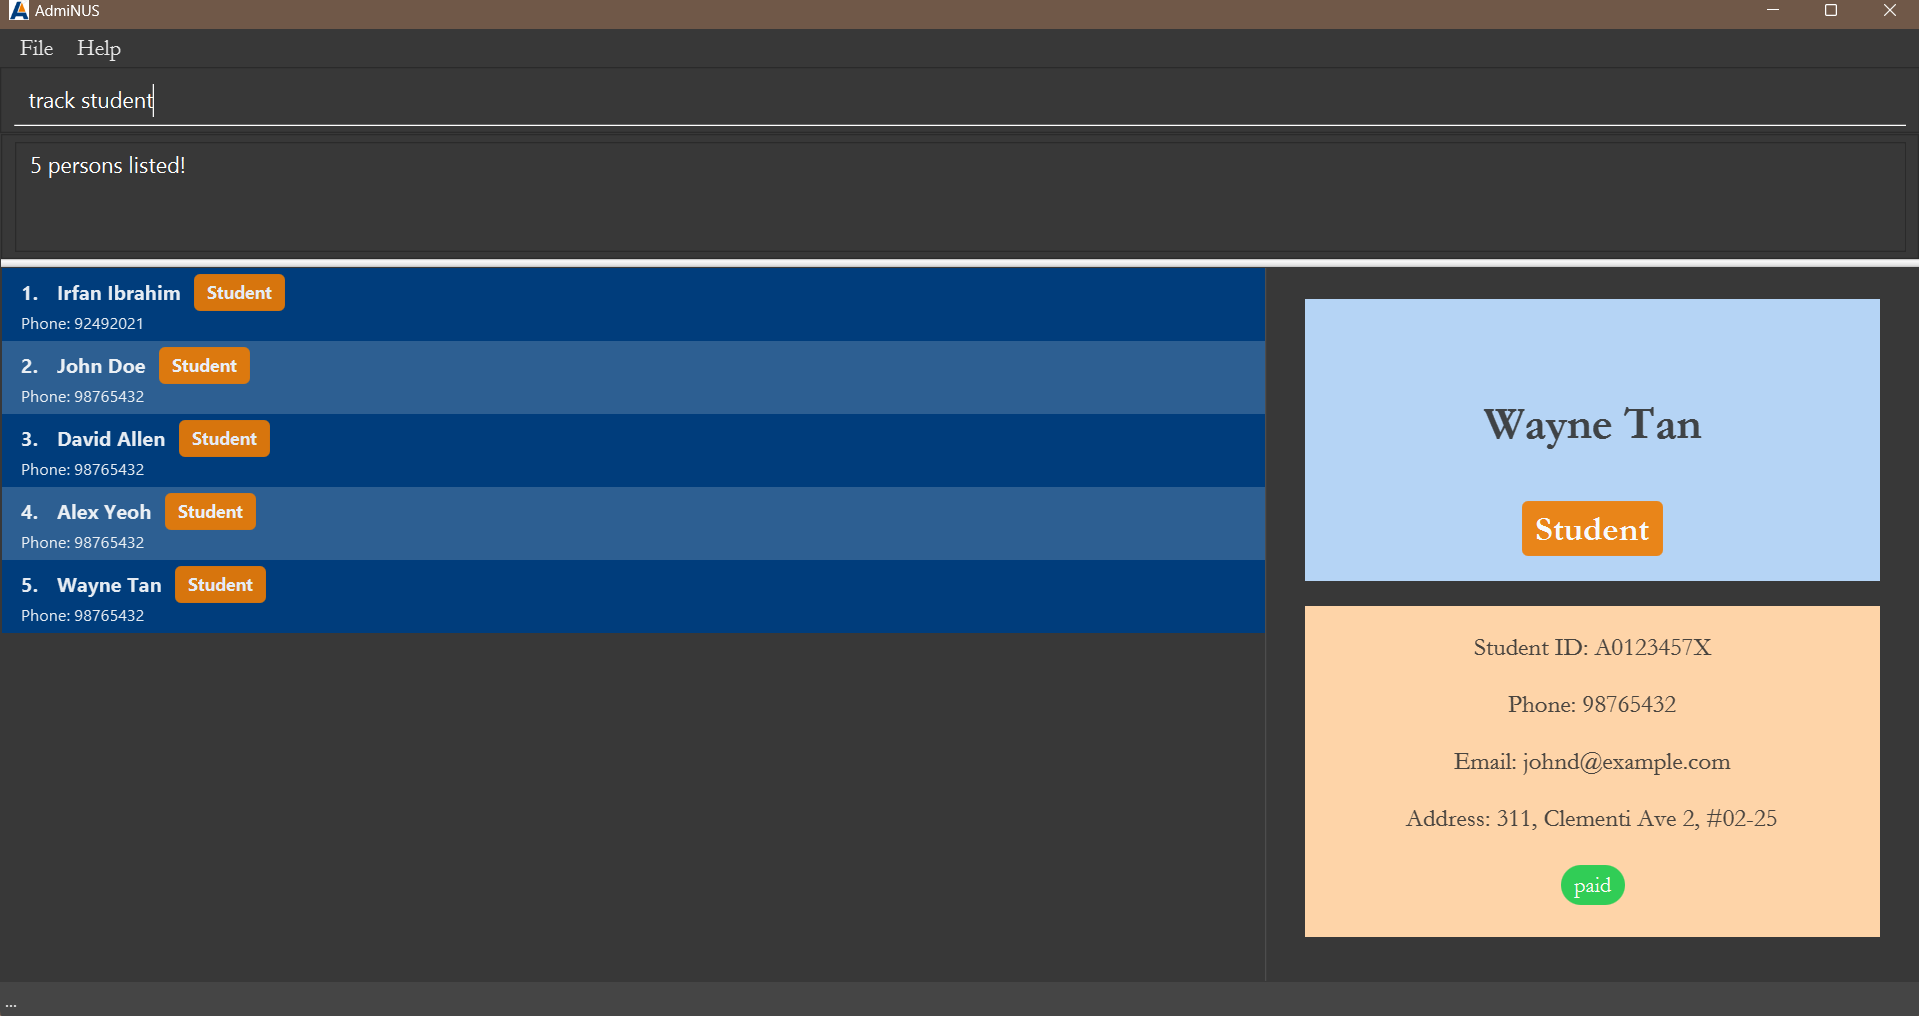 AdmiNUS
File Help
track student
5 persons listed!
1. Irfan Ibrahim Student
Phone: 92492021
2. John Doe Student
Phone: 98765432
3. David Allen Student
Phone: 98765432
4. Alex Yeoh Student
Phone: 98765432
5. Wayne Tan Student
Phone: 98765432
Wayne Tan
Student
Student ID: A0123457X
Phone: 98765432
Email: johnd@example.com
Address: 311, Clementi Ave 2, #02-25
paid
...